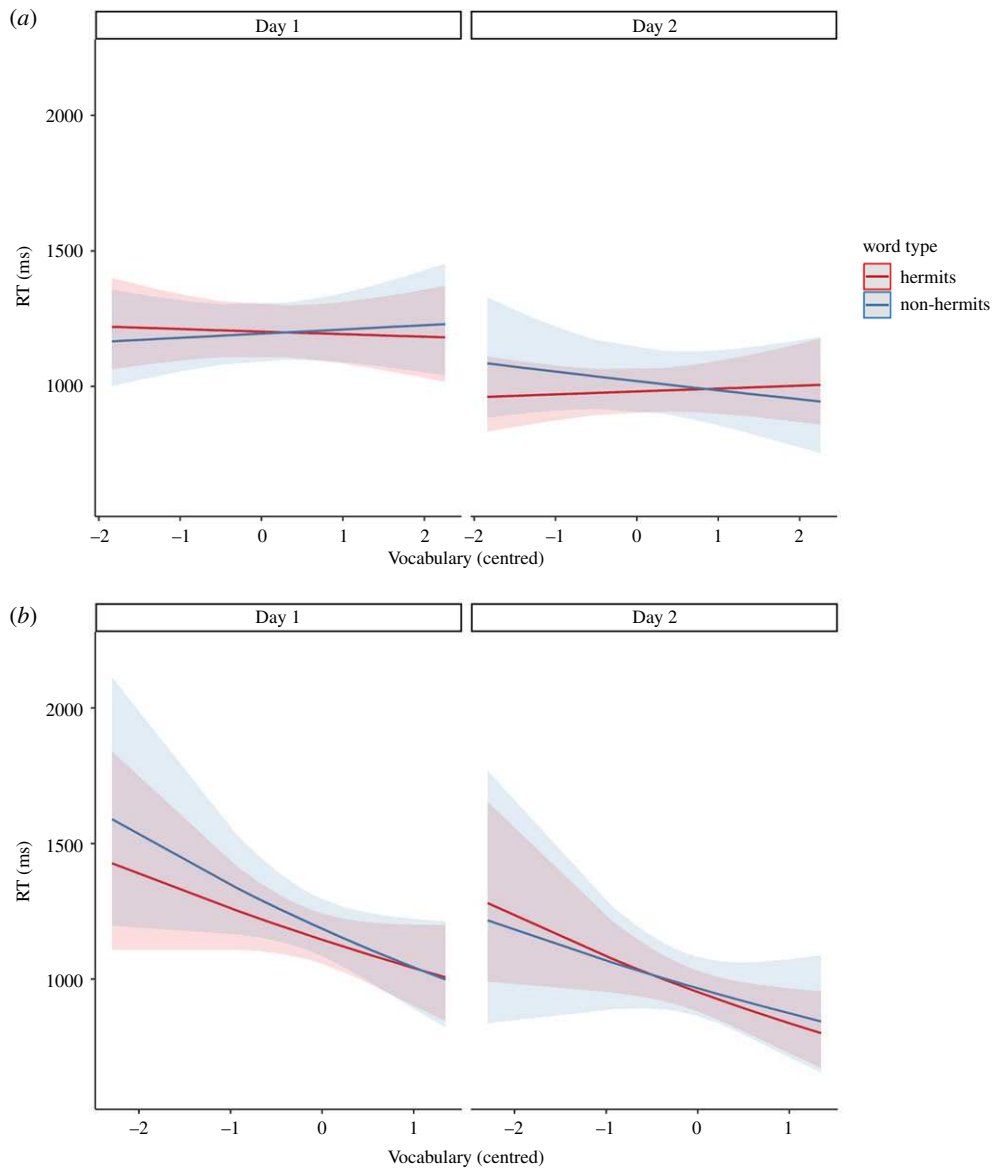 (a)
Day 1
Day 2
2000
1500
1000
RT (ms)
–2 –1 0 1 2
–2 –1 0 1 2
Vocabulary (centred)
word type
hermits
non-hermits
(b)
Day 1
Day 2
2000
1500
1000
RT (ms)
–2 –1 0 1
–2 –1 0 1
Vocabulary (centred)